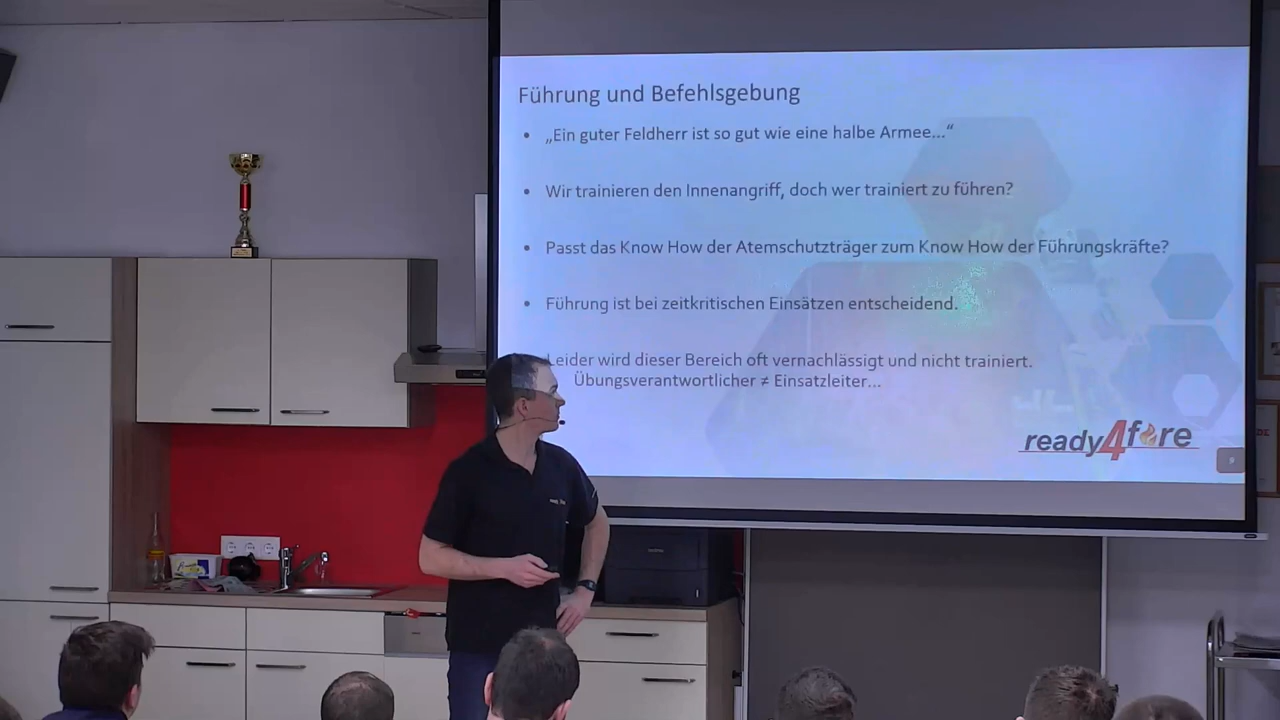 Führung und Befehlsgebung
• „Ein guter Feldherr ist so gut wie eine halbe Armee...“
• Wir trainieren den Innenangriff, doch wer trainiert zu führen?
• Passt das Know How der Atemschutzträger zum Know How der Führungskräfte?
• Führung ist bei zeitkritischen Einsätzen entscheidend.
Leider wird dieser Bereich oft vernachlässigt und nicht trainiert.
Übungsverantwortlicher ≠ Einsatzleiter...
ready4fire
9
brother